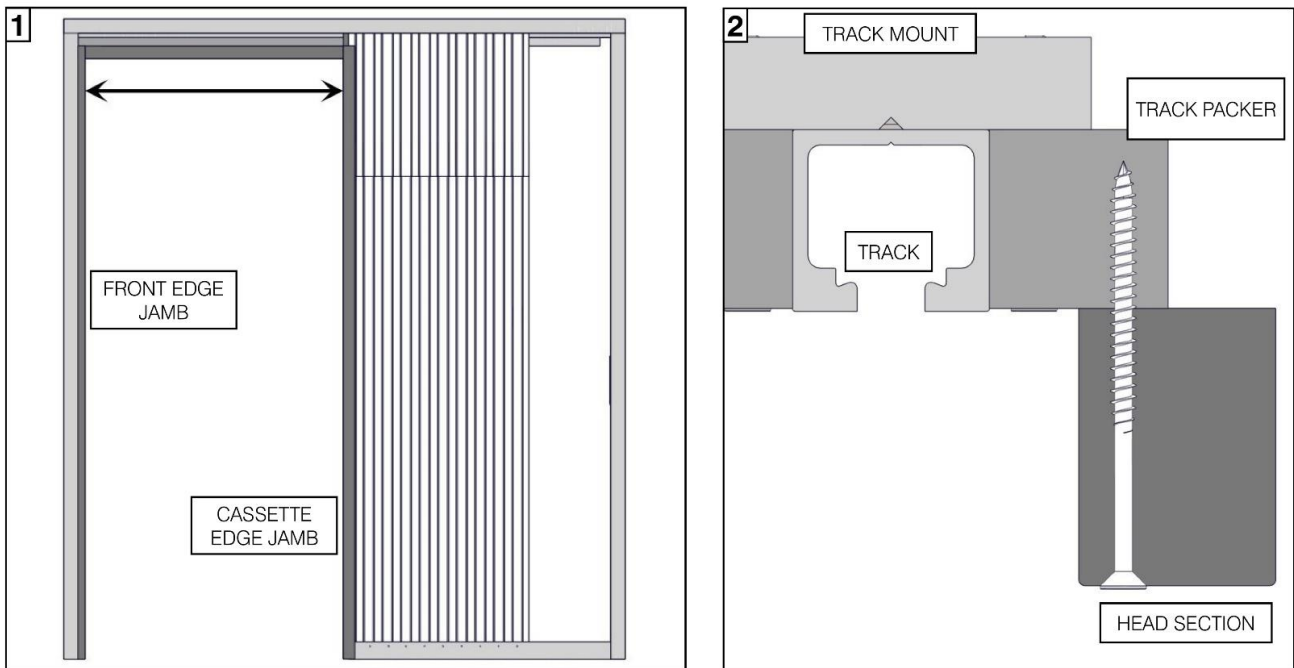 1
FRONT EDGE
JAMB
CASSETTE
EDGE JAMB
2
TRACK MOUNT
TRACK PACKER
TRACK
HEAD SECTION